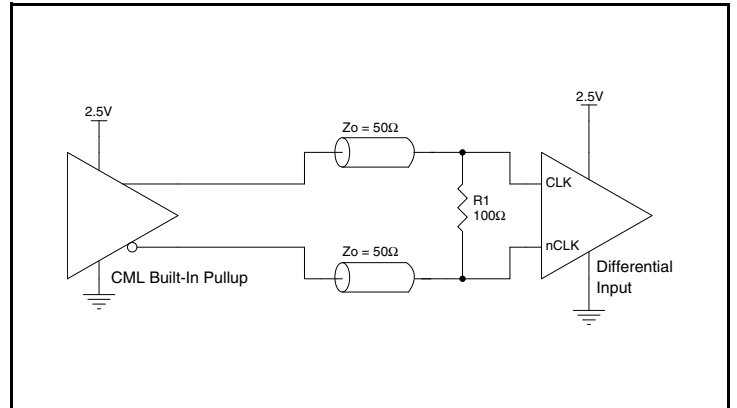 2.5V
2.5V
Zo = 50Ω
CLK
R1
100Ω
Zo = 50Ω
nCLK
CML Built-In Pullup
Differential
Input